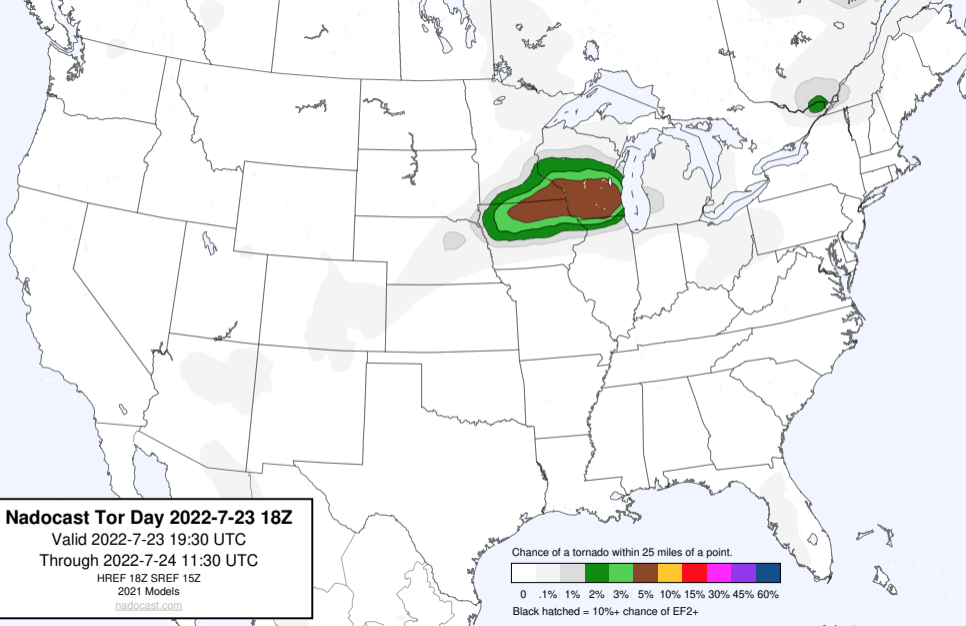 Nadocast Tor Day 2022-7-23 18Z
Valid 2022-7-23 19:30 UTC
Through 2022-7-24 11:30 UTC
HREF 18Z SREF 15Z
2021 Models
nadocast.com
Chance of a tornado within 25 miles of a point.
0 .1% 1% 2% 3% 5% 10% 15% 30% 45% 60%
Black hatched = 10%+ chance of EF2+